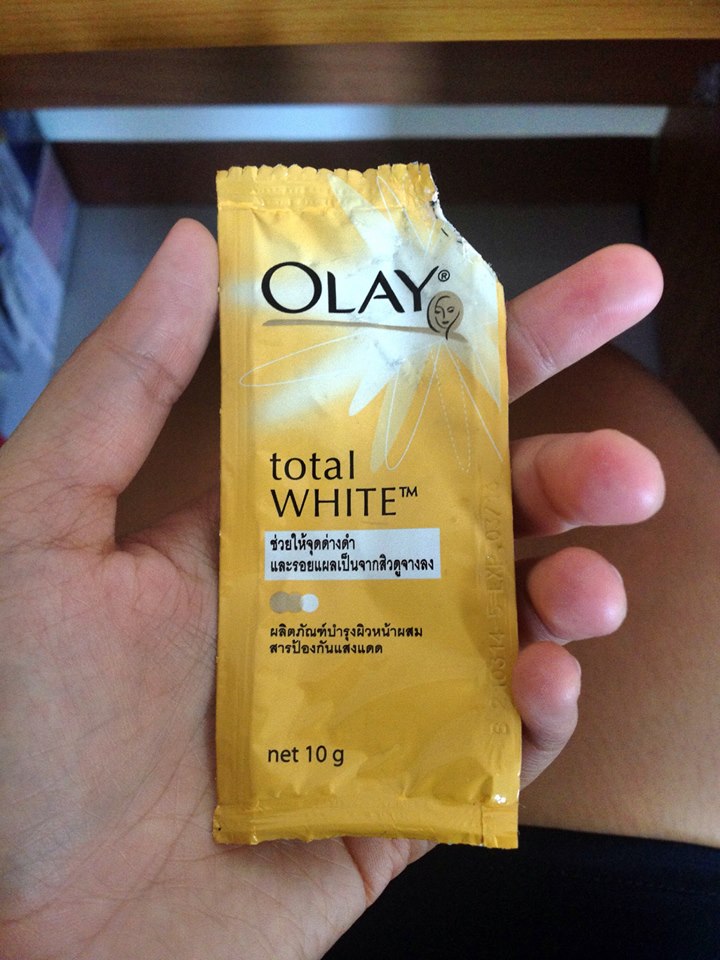 OLAY®
total
WHITE™
ช่วยให้จุดด่างดำ
และรอยแผลเป็นจากสิวดูจางลง
ผลิตภัณฑ์บำรุงผิวหน้าผสม
สารป้องกันแสงแดด
net 10 g